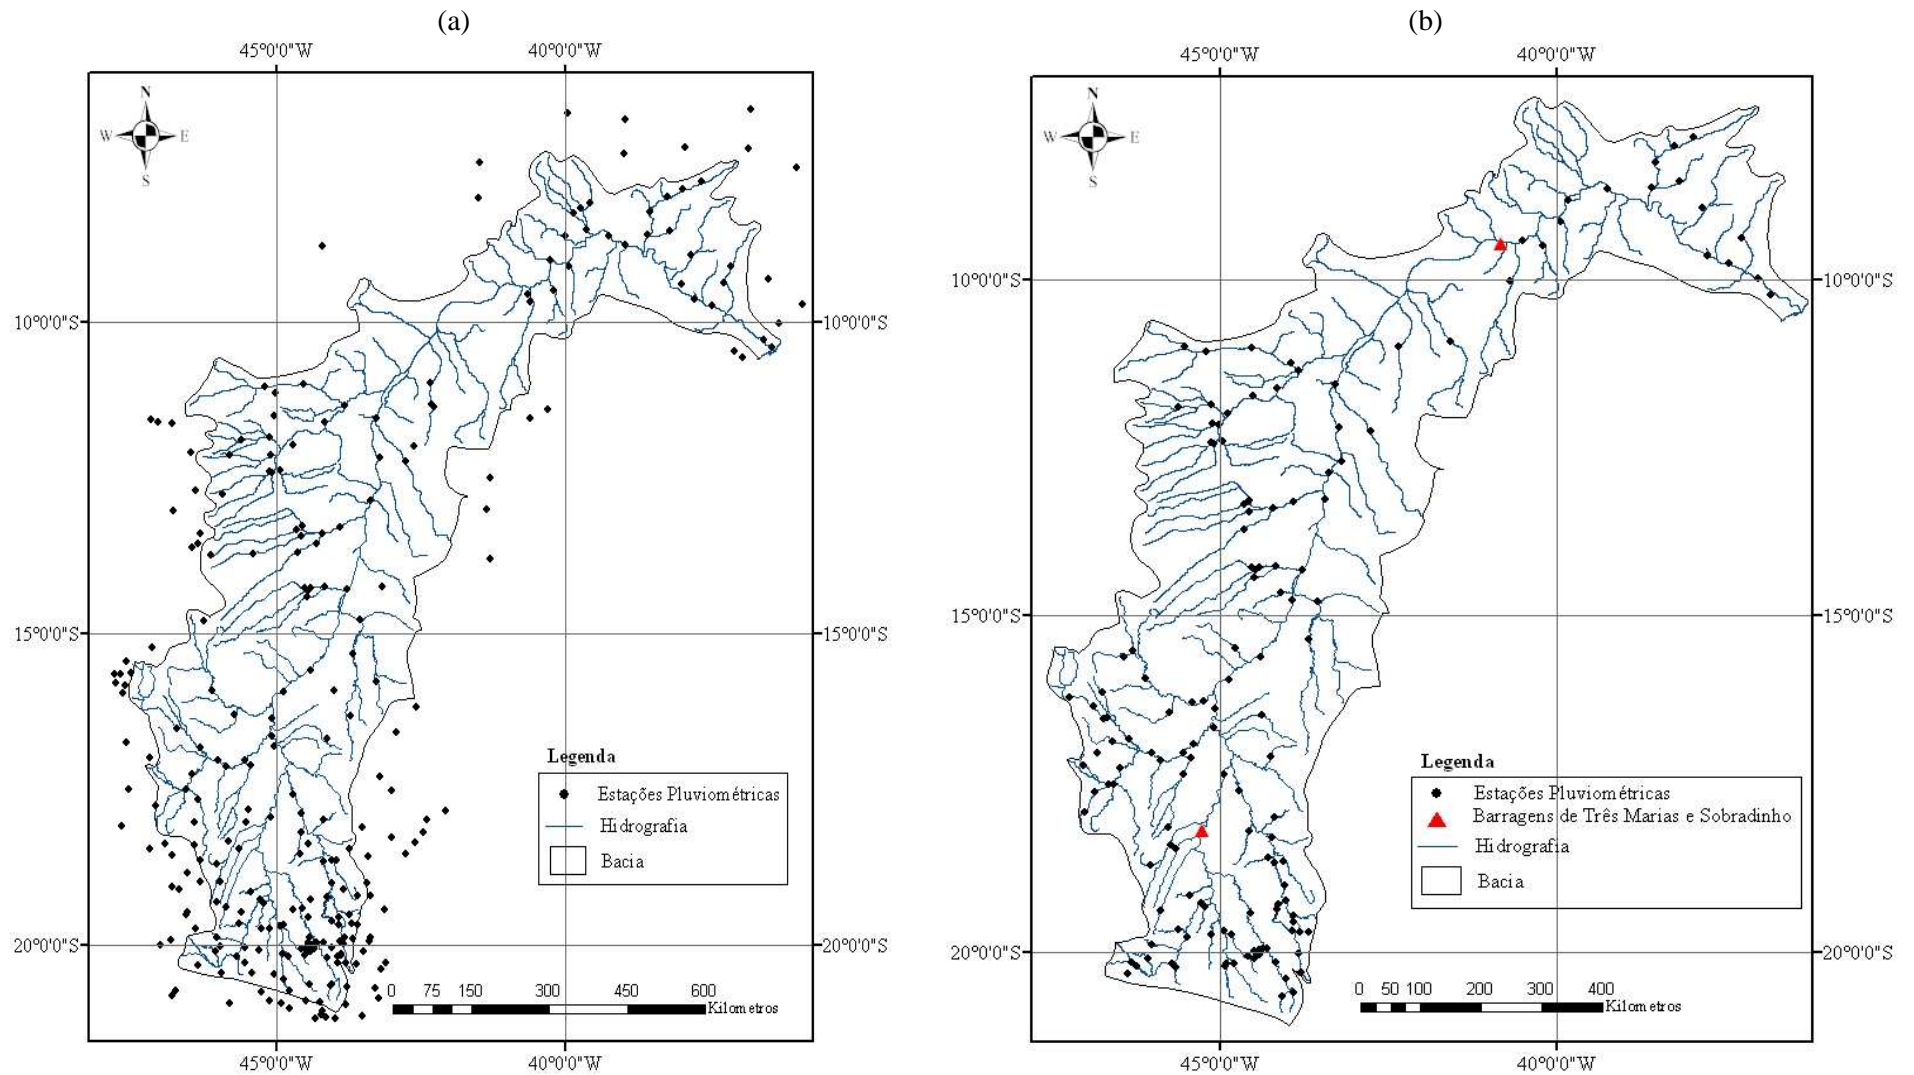 (a)
45°0'0"W 40°0'0"W
N
W E
S
10°0'0"S 10°0'0"S
15°0'0"S 15°0'0"S
20°0'0"S 20°0'0"S
Legenda
Estações Pluviométricas
Hidrografia
Bacia
0 75 150 300 450 600
Kilometros
45°0'0"W 40°0'0"W
(b)
45°0'0"W 40°0'0"W
N
W E
S
10°0'0"S
15°0'0"S
20°0'0"S
Legenda
Estações Pluviométricas
Barragens de Três Marias e Sobradinho
Hidrografia
Bacia
0 50 100 200 300 400
Kilometros
45°0'0"W 40°0'0"W
10°0'0"S
15°0'0"S
20°0'0"S